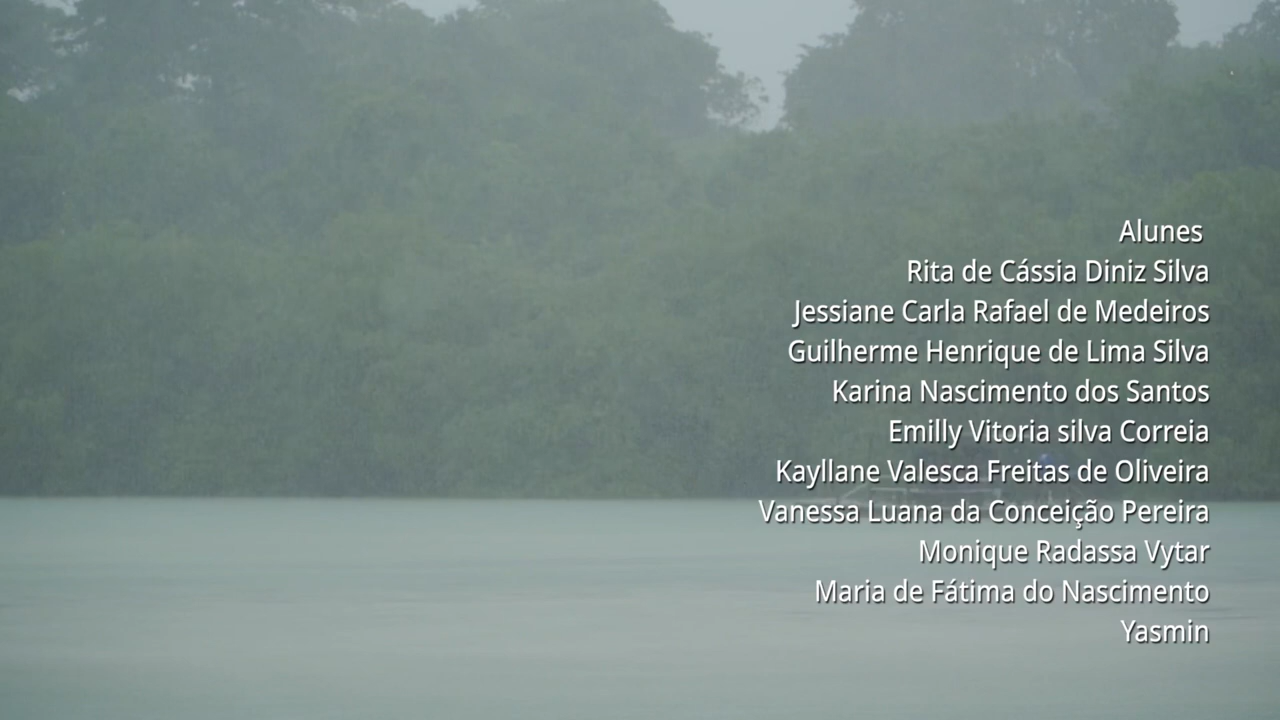 Alunes
Rita de Cássia Diniz Silva
Jessiane Carla Rafael de Medeiros
Guilherme Henrique de Lima Silva
Karina Nascimento dos Santos
Emilly Vitoria silva Correia
Kayllane Valesca Freitas de Oliveira
Vanessa Luana da Conceição Pereira
Monique Radassa Vytar
Maria de Fátima do Nascimento
Yasmin